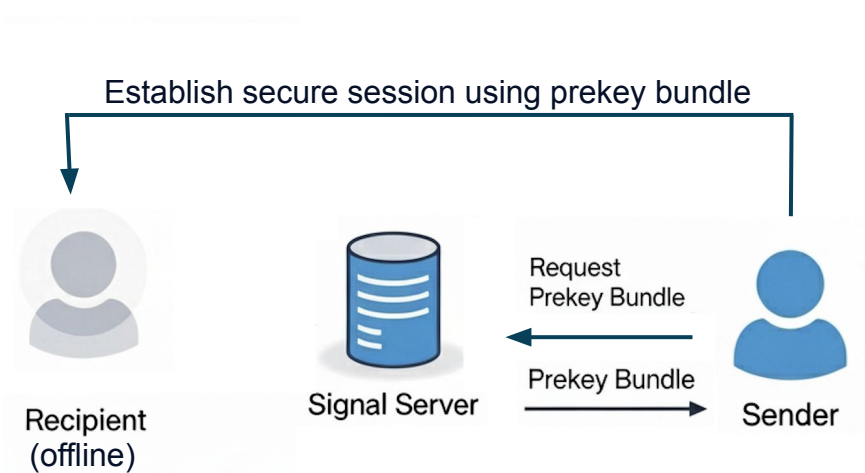 Establish secure session using prekey bundle
Request
Prekey Bundle
Prekey Bundle
Signal Server
Sender
Recipient
(offline)